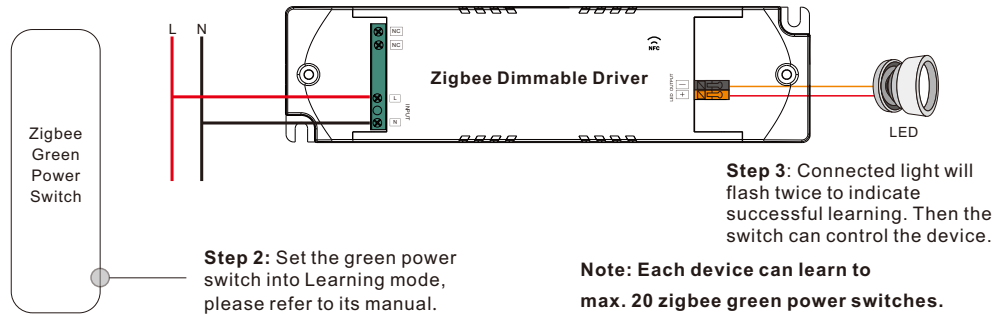 L N
NC
NC
NFC
Zigbee Dimmable Driver
LED OUTPUT
—
+
L
INPUT
N
LED
Zigbee
Green
Power
Switch
Step 2: Set the green power
switch into Learning mode,
please refer to its manual.
Step 3: Connected light will
flash twice to indicate
successful learning. Then the
switch can control the device.
Note: Each device can learn to
max. 20 zigbee green power switches.